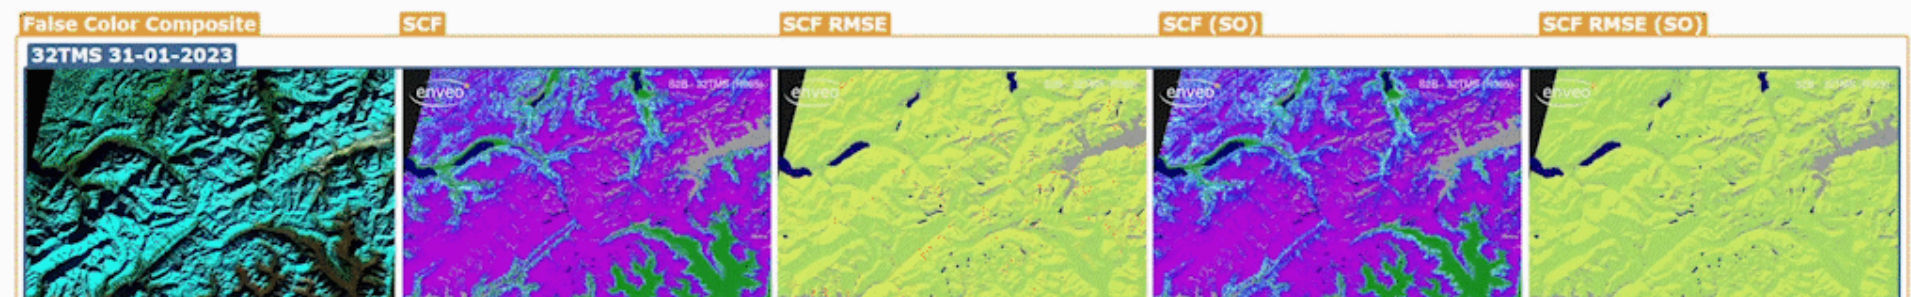 False Color Composite
SCF
SCF RMSE
SCF (SO)
SCF RMSE (SO)
32TMS 31-01-2023
enveo
enveo
enveo
enveo